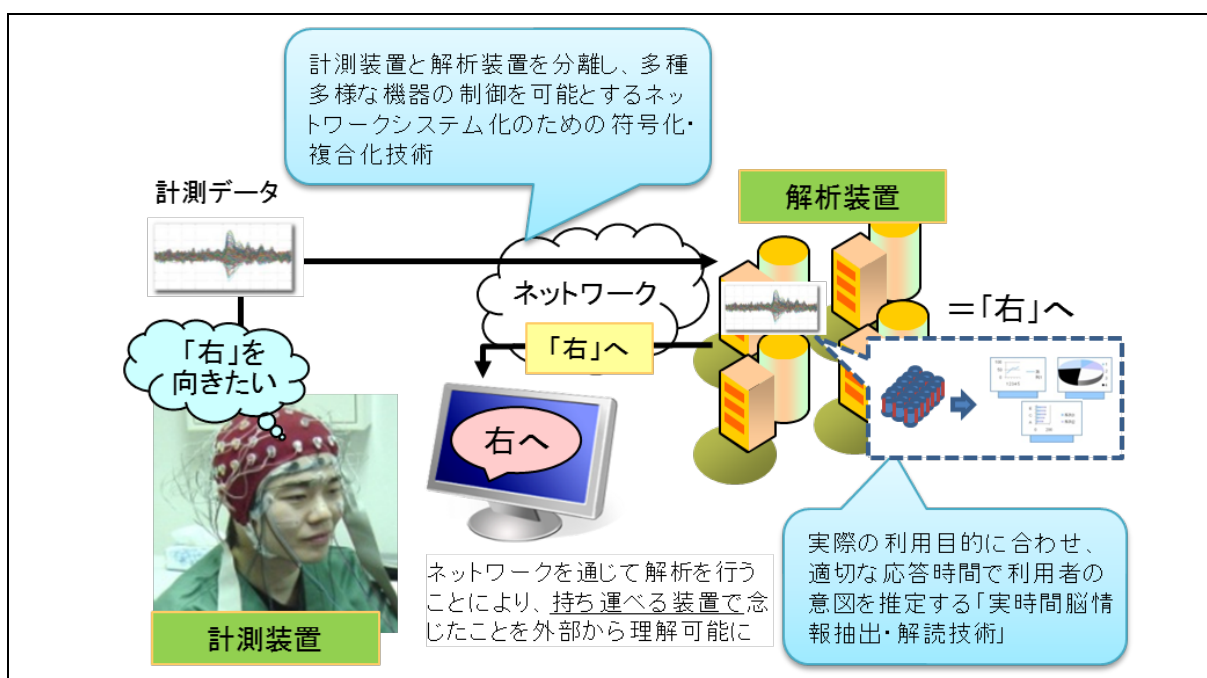 計測装置と解析装置を分離し、多種
多様な機器の制御を可能とするネッ
トワークシステム化のための符号化・
複合化技術
計測データ
解析装置
ネットワーク
=「右」へ
「右」へ
「右」を
向きたい
右へ
計測装置
ネットワークを通じて解析を行う
ことにより、持ち運べる装置で念
じたことを外部から理解可能に
実際の利用目的に合わせ、
適切な応答時間で利用者の
意図を推定する「実時間脳情
報抽出・解読技術」